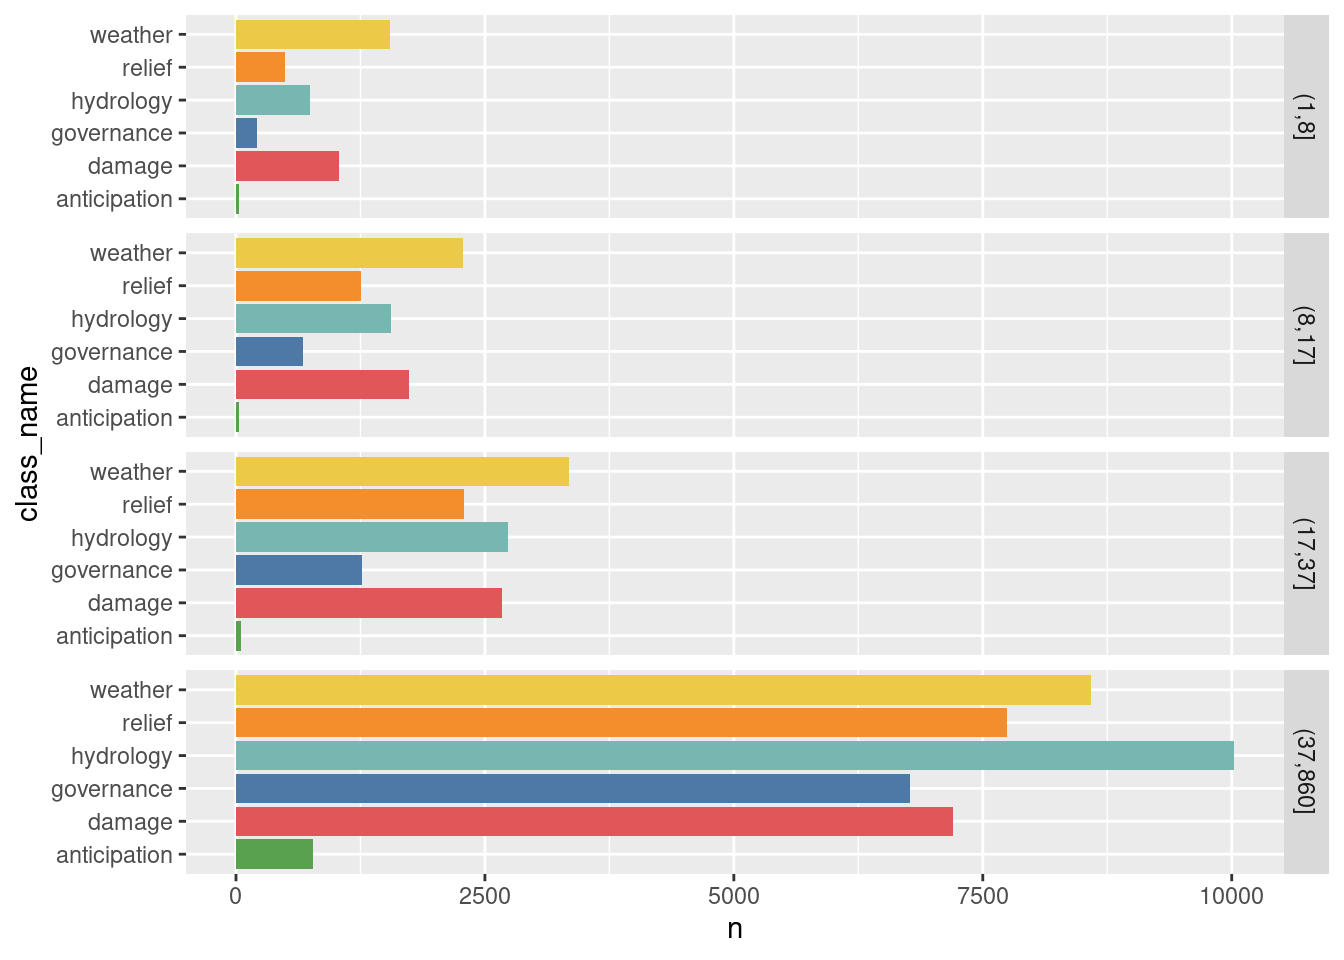 class_name
weather
relief
hydrology
governance
damage
anticipation
(1,8]
weather
relief
hydrology
governance
damage
anticipation
(8,17]
weather
relief
hydrology
governance
damage
anticipation
(17,37]
weather
relief
hydrology
governance
damage
anticipation
(37,860]
0 2500 5000 7500 10000
n